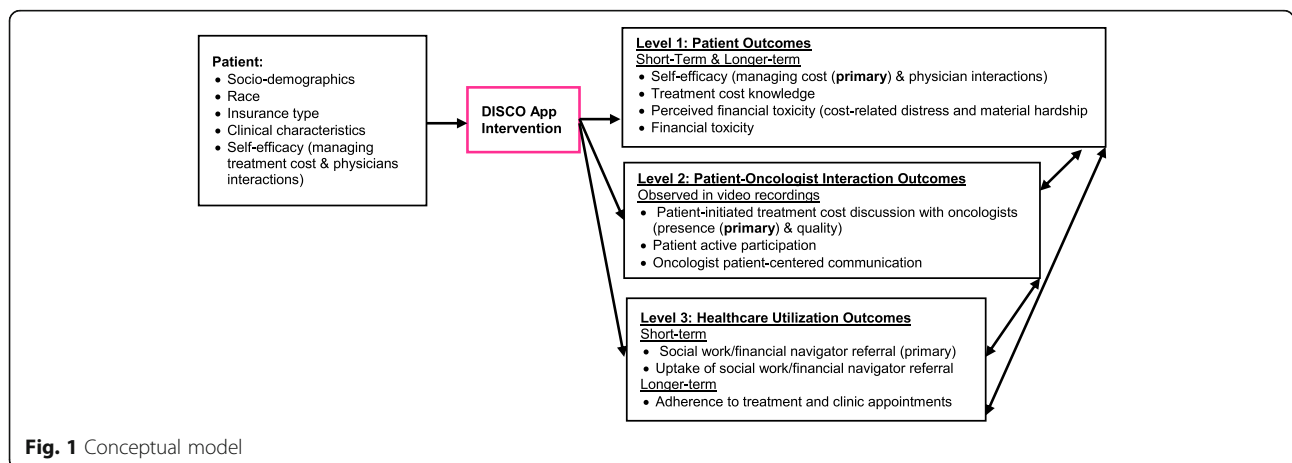 Patient:
• Socio-demographics
• Race
• Insurance type
• Clinical characteristics
• Self-efficacy (managing
treatment cost & physicians
interactions)
DISCO App
Intervention
Level 1: Patient Outcomes
Short-Term & Longer-term
• Self-efficacy (managing cost (primary) & physician interactions)
• Treatment cost knowledge
• Perceived financial toxicity (cost-related distress and material hardship
• Financial toxicity
Level 2: Patient-Oncologist Interaction Outcomes
Observed in video recordings
• Patient-initiated treatment cost discussion with oncologists
(presence (primary) & quality)
• Patient active participation
• Oncologist patient-centered communication
Level 3: Healthcare Utilization Outcomes
Short-term
• Social work/financial navigator referral (primary)
• Uptake of social work/financial navigator referral
Longer-term
• Adherence to treatment and clinic appointments
Fig. 1 Conceptual model